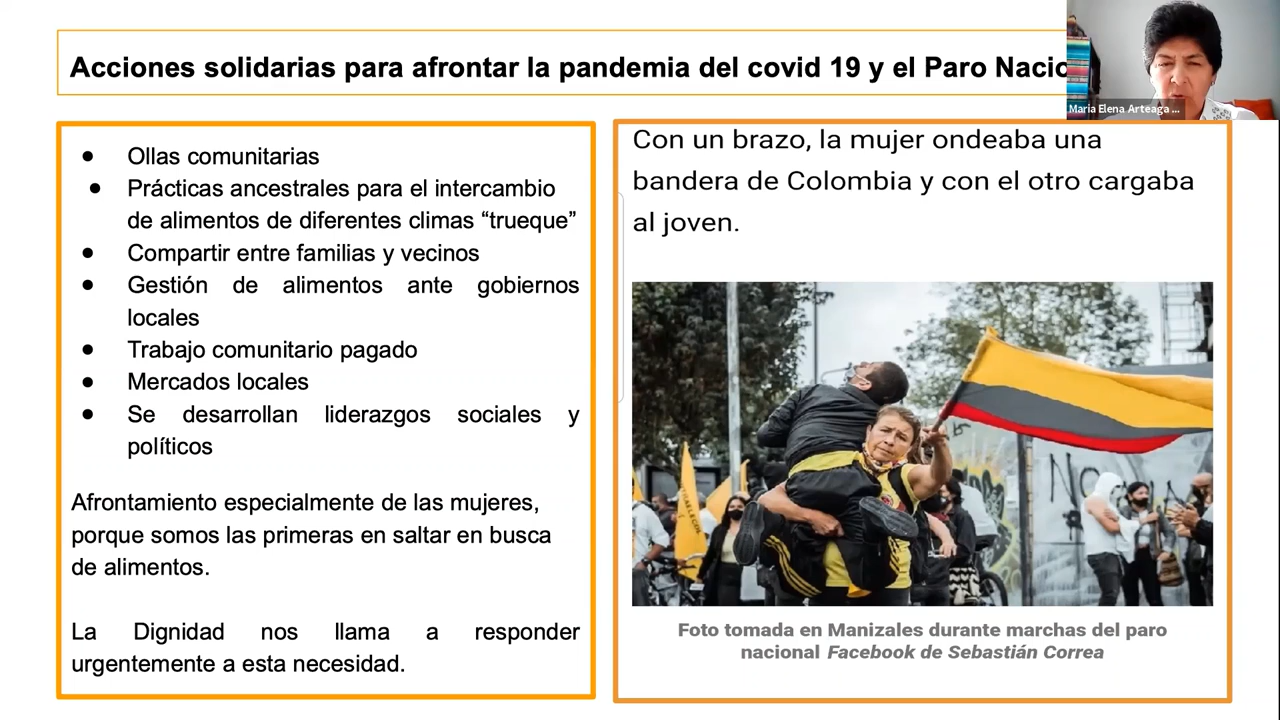 Acciones solidarias para afrontar la pandemia del covid 19 y el Paro Nacio
María Elena Arteaga ...
● Ollas comunitarias
● Prácticas ancestrales para el intercambio
de alimentos de diferentes climas “trueque”
● Compartir entre familias y vecinos
● Gestión de alimentos ante gobiernos
locales
● Trabajo comunitario pagado
● Mercados locales
● Se desarrollan liderazgos sociales y
políticos
Afrontamiento especialmente de las mujeres,
porque somos las primeras en saltar en busca
de alimentos.
La Dignidad nos llama a responder
urgentemente a esta necesidad.
Con un brazo, la mujer ondeaba una
bandera de Colombia y con el otro cargaba
al joven.
Foto tomada en Manizales durante marchas del paro
nacional Facebook de Sebastián Correa